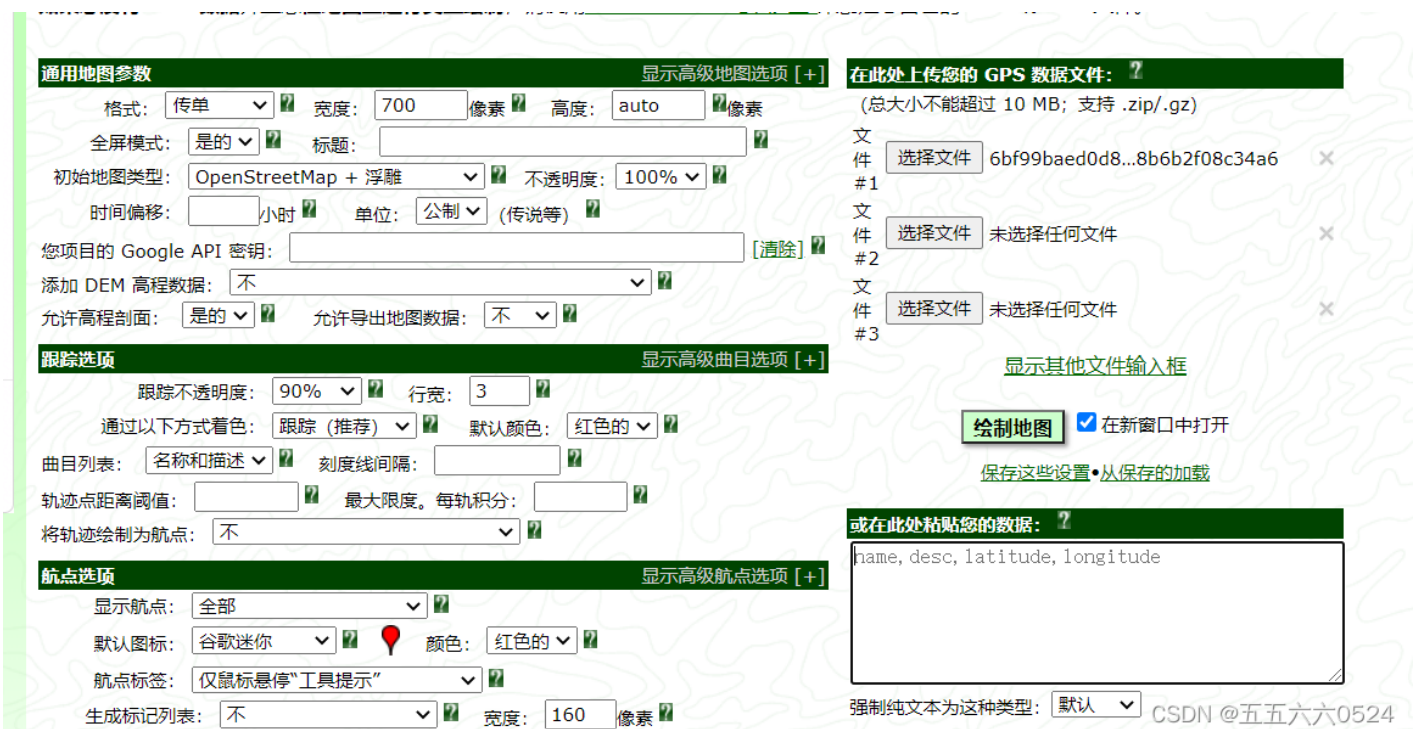 通用地图参数 显示高级地图选项 [+]
格式： 传单 宽度： 700 像素 高度： auto 像素
全屏模式： 是的 标题：
初始地图类型： OpenStreetMap + 浮雕 不透明度： 100%
时间偏移： 小时 单位： 公制 (传说等)
您项目的 Google API 密钥： [清除]
添加 DEM 高程数据： 不
允许高程剖面： 是的 允许导出地图数据： 不
跟踪选项 显示高级曲目选项 [+]
跟踪不透明度： 90% 行宽： 3
通过以下方式着色： 跟踪（推荐） 默认颜色： 红色的
曲目列表： 名称和描述 刻度线间隔：
轨迹点距离阈值： 最大限度。每轨积分：
将轨迹绘制为航点： 不
航点选项 显示高级航点选项 [+]
显示航点： 全部
默认图标： 谷歌迷你 颜色： 红色的
航点标签： 仅鼠标悬停“工具提示”
生成标记列表： 不 宽度： 160 像素
在此处上传您的 GPS 数据文件：
(总大小不能超过 10 MB；支持 .zip/.gz)
文件 #1 选择文件 6bf99baed0d8...8b6b2f08c34a6
文件 #2 选择文件 未选择任何文件
文件 #3 选择文件 未选择任何文件
显示其他文件输入框
绘制地图 在新窗口中打开
保存这些设置•从保存的加载
或在此处粘贴您的数据：
name,desc,latitude,longitude
强制纯文本为这种类型： 默认
CSDN @五五六六0524